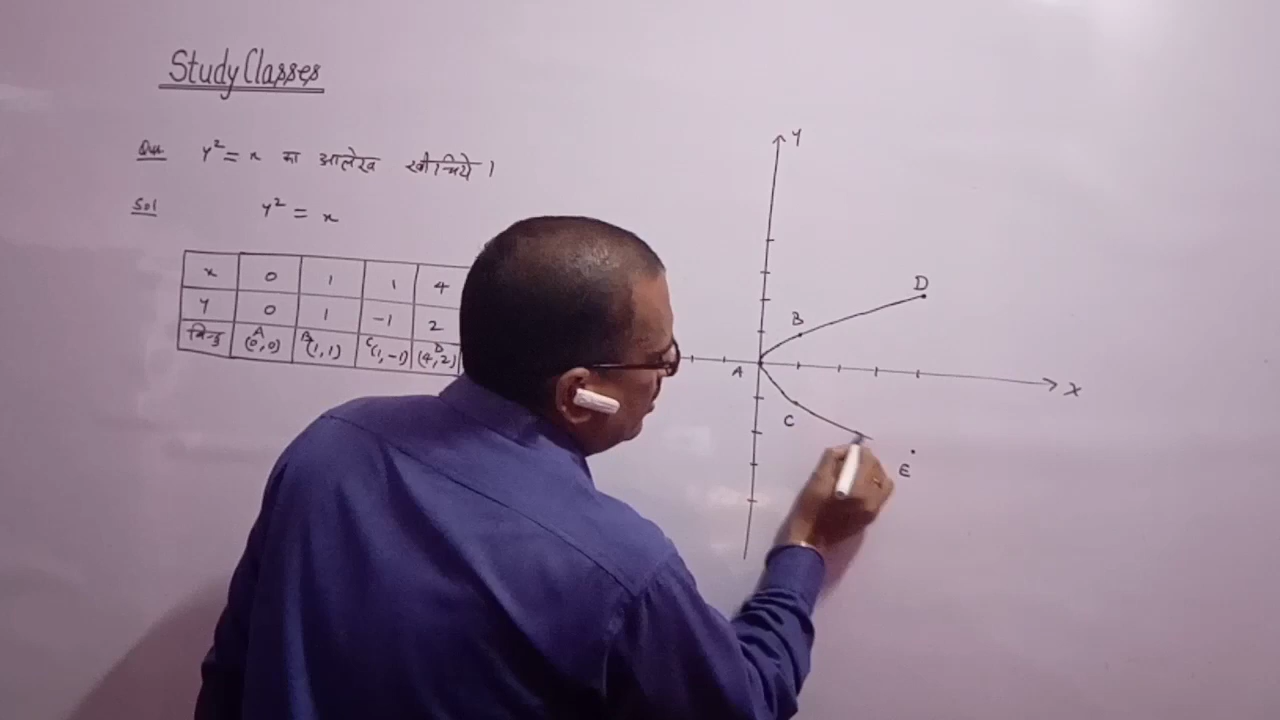 Study Classes
Que y² = x का आलेख खींचिये ।
Sol y² = x
x 0 1 1 4
y 0 1 -1 2
बिन्दु A (0,0) B (1,1) C (1,-1) D (4,2)
Y
D
B
A
X
C
E